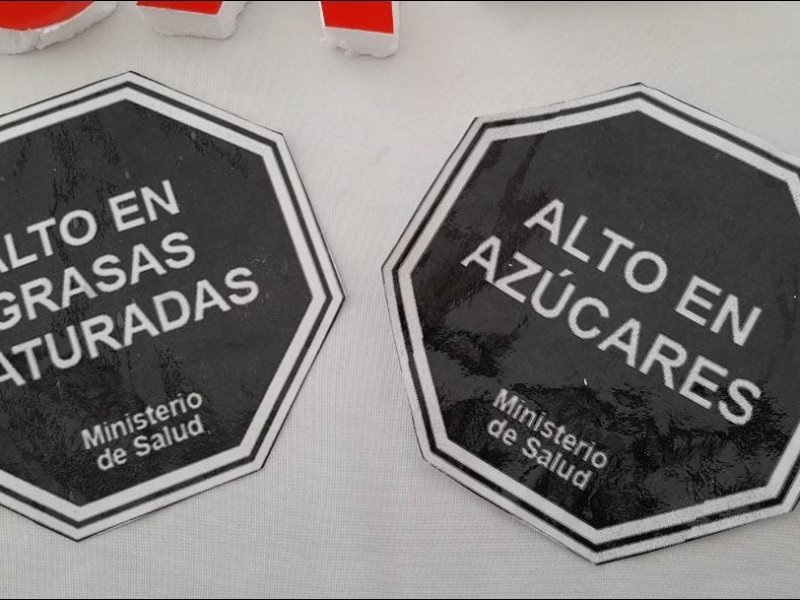 ALTO EN
GRASAS
ATURADAS
Ministerio
de Salud
ALTO EN
AZÚCARES
Ministerio
de Salud